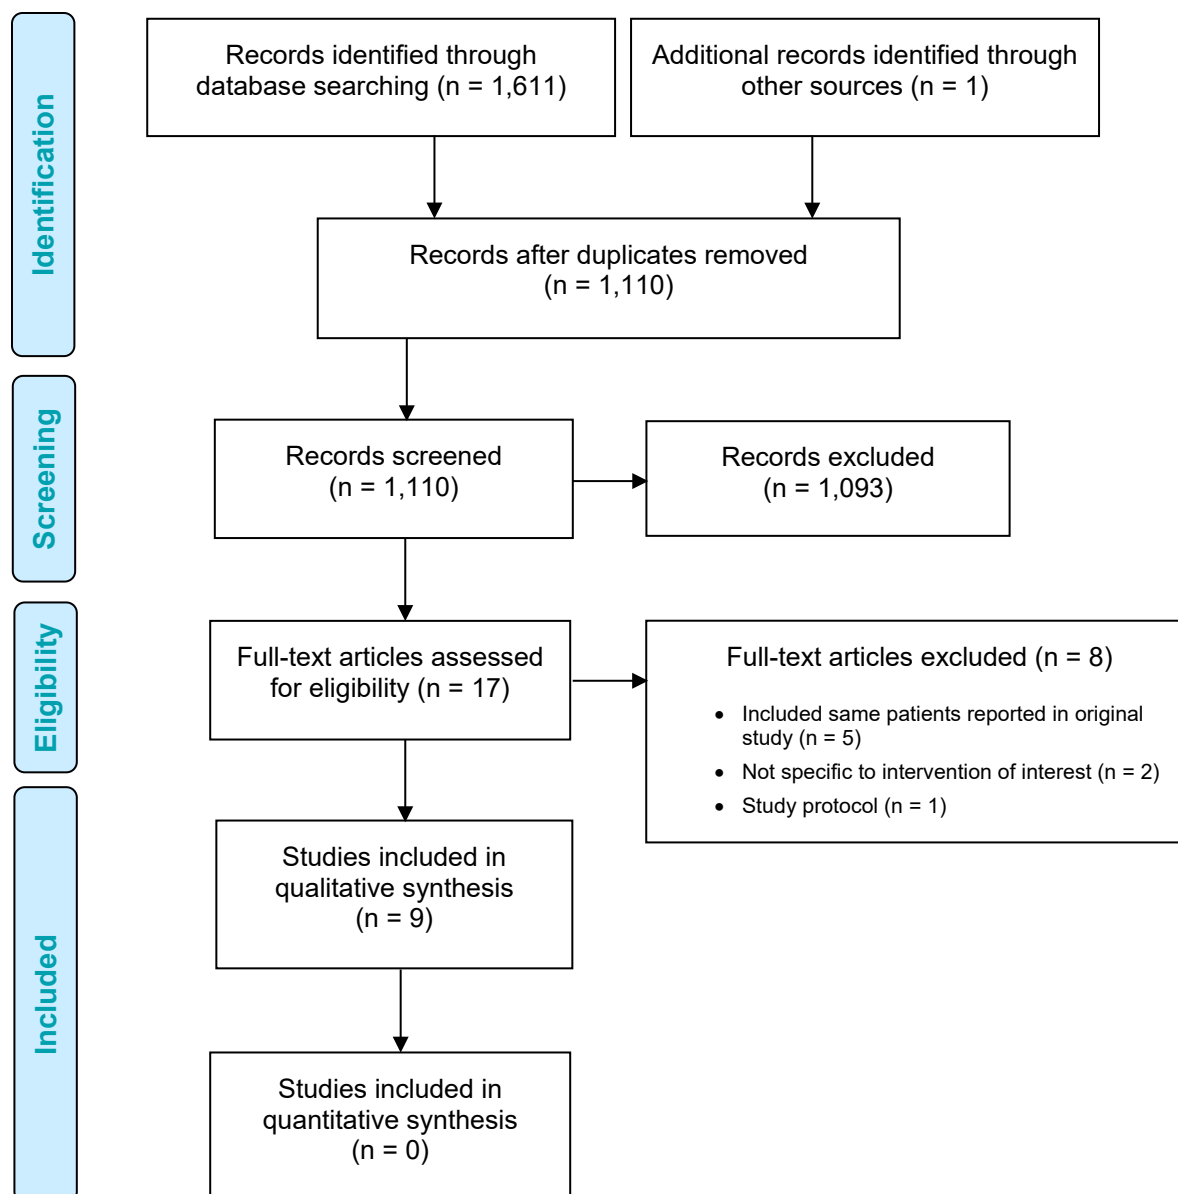 Identification
Records identified through
database searching (n = 1,611)
Additional records identified through
other sources (n = 1)
Records after duplicates removed
(n = 1,110)
Screening
Records screened
(n = 1,110)
Records excluded
(n = 1,093)
Eligibility
Full-text articles assessed
for eligibility (n = 17)
Full-text articles excluded (n = 8)
• Included same patients reported in original
study (n = 5)
• Not specific to intervention of interest (n = 2)
• Study protocol (n = 1)
Included
Studies included in
qualitative synthesis
(n = 9)
Studies included in
quantitative synthesis
(n = 0)